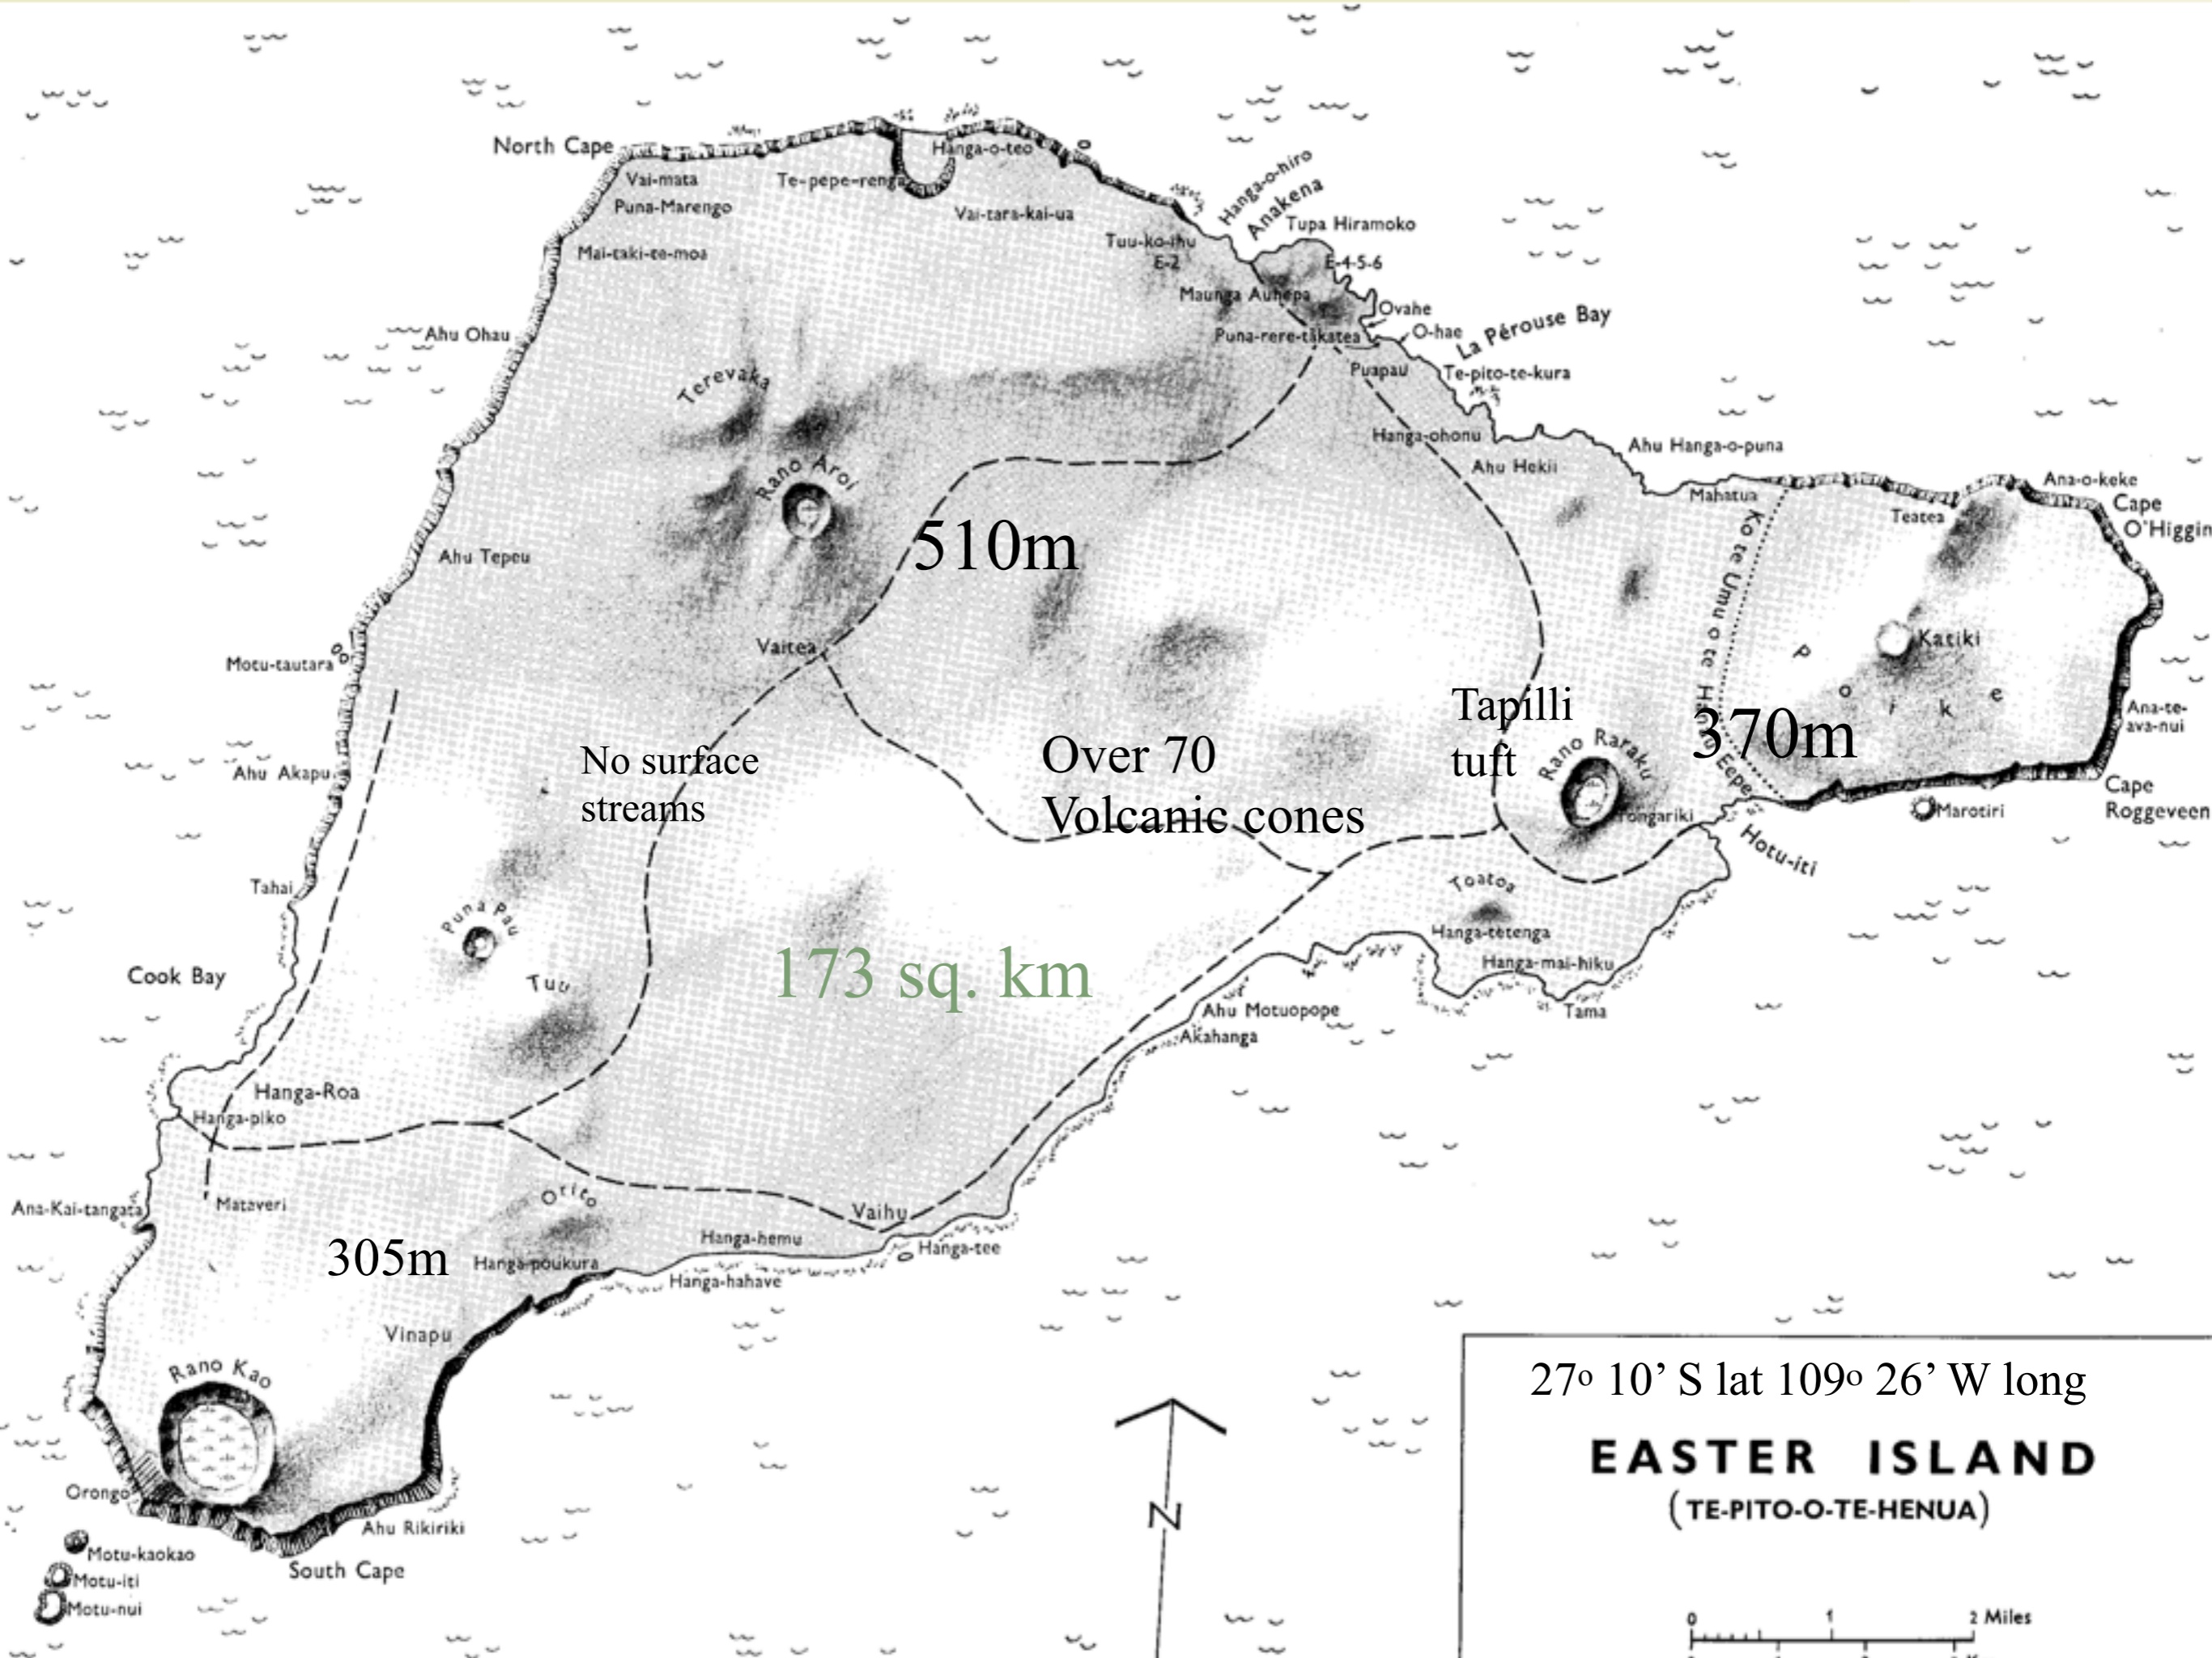 North Cape
Hanga-o-teo
Vai-mata
Te-pepe-renga
Puna-Marengo
Vai-tara-kai-ua
Mai-taki-te-moa
Hanga-o-hiro
Anakena
Tupa Hiramoko
Tuu-ko-ihu
E-2
E-4-5-6
Maunga Auhepa
Ovahe
Ahu Ohau
Puna-rere-takatea
O-hae
La Pérouse Bay
Puapau
Te-pito-te-kura
Terevaka
Hanga-ohonu
Ahu Hanga-o-puna
Ahu Hekii
Rano Aroi
Mahatua
Ana-o-keke
Teatea
Cape
O'Higgin
510m
Ahu Tepeu
Ko te Umu o te Hanau Eepe
Vaitea
Katiki
Motu-tautara
Poike
Tapilli
tuft
370m
Ana-te-
ava-nui
No surface
streams
Over 70
Volcanic cones
Rano Raraku
Ahu Akapu
Tongariki
Cape
Roggeveen
Marotiri
Hotu-iti
Tahai
Toatoa
Puna Pau
Hanga-tetenga
Cook Bay
173 sq. km
Hanga-mai-hiku
Tuu
Ahu Motuopope
Tama
Akahanga
Hanga-Roa
Hanga-piko
Ana-Kai-tangata
Mataveri
Orito
Vaihu
305m
Hanga-poukura
Hanga-hemu
Hanga-tee
Hanga-hahave
Vinapu
Rano Kao
Orongo
Ahu Rikiriki
Motu-kaokao
South Cape
Motu-iti
Motu-nui
N
27o 10’ S lat 109o 26’ W long
EASTER ISLAND
(TE-PITO-O-TE-HENUA)
0 1 2 Miles